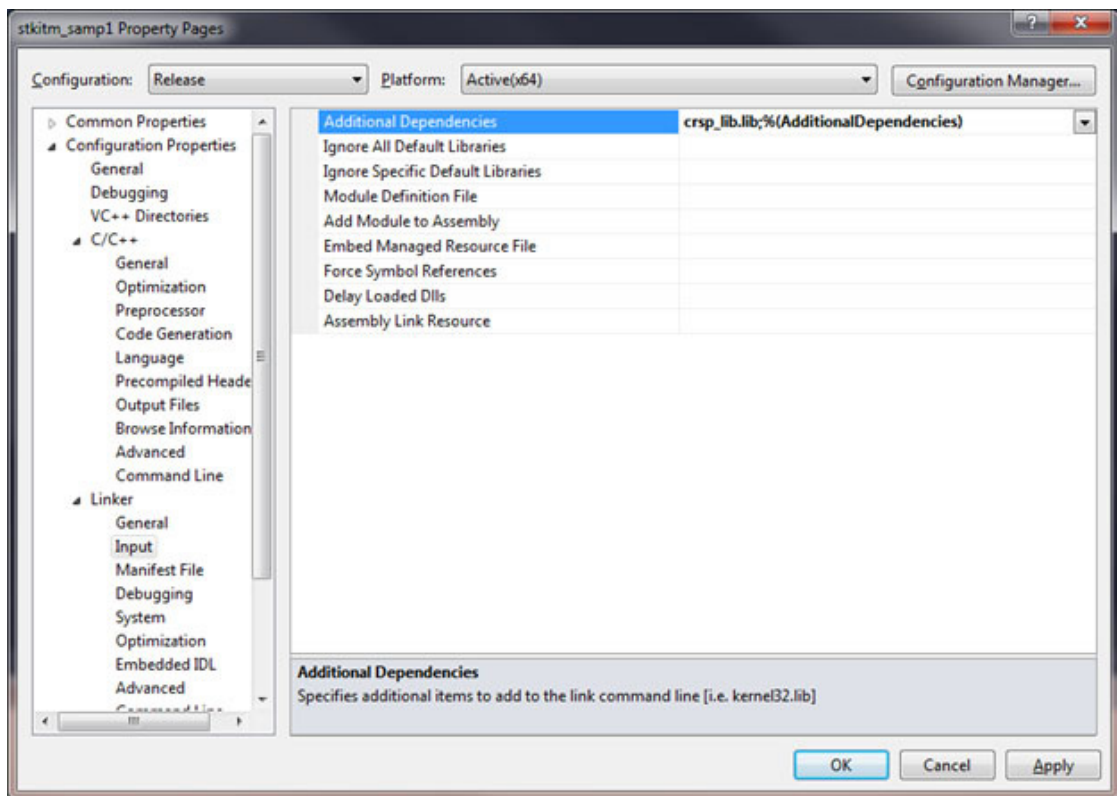 stkitm_samp1 Property Pages
Configuration: Release Platform: Active(x64) Configuration Manager...
Common Properties
Configuration Properties
General
Debugging
VC++ Directories
C/C++
General
Optimization
Preprocessor
Code Generation
Language
Precompiled Heade
Output Files
Browse Information
Advanced
Command Line
Linker
General
Input
Manifest File
Debugging
System
Optimization
Embedded IDL
Advanced
Additional Dependencies crsp_lib.lib;%(AdditionalDependencies)
Ignore All Default Libraries
Ignore Specific Default Libraries
Module Definition File
Add Module to Assembly
Embed Managed Resource File
Force Symbol References
Delay Loaded Dlls
Assembly Link Resource
Additional Dependencies
Specifies additional items to add to the link command line [i.e. kernel32.lib]
OK Cancel Apply